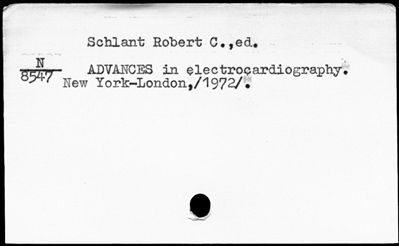 Schlant Robert C.,ed.
N
8547
ADVANCES in electrocardiography.
New York-London,/1972/.